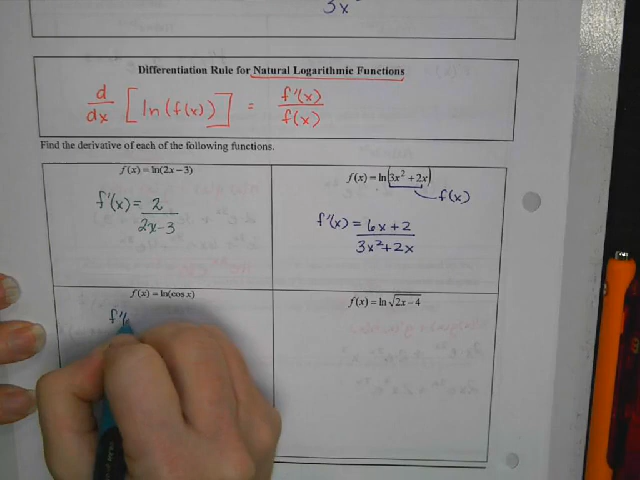 3x
Differentiation Rule for Natural Logarithmic Functions
d/dx [ln(f(x))] = f'(x)/f(x)
Find the derivative of each of the following functions.
f(x) = ln(2x−3)
f'(x) = 2/(2x−3)
f(x) = ln|3x² + 2x|
f(x)
f'(x) = 6x+2/(3x²+2x)
f(x) = ln(cos x)
f'(
f(x) = ln√2x−4